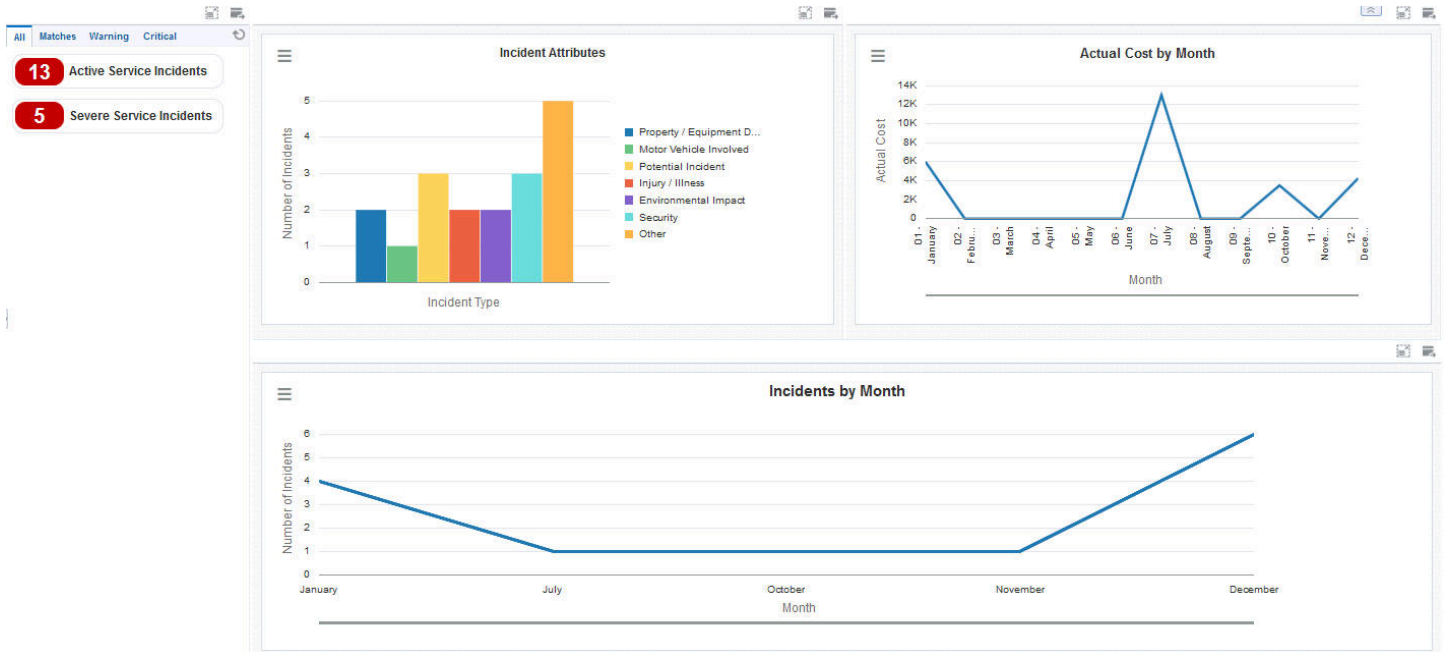 All Matches Warning Critical
13 Active Service Incidents
5 Severe Service Incidents
Incident Attributes
5
4
3
2
1
0
Number of Incidents
Incident Type
Property / Equipment D...
Motor Vehicle Involved
Potential Incident
Injury / Illness
Environmental Impact
Security
Other
Actual Cost by Month
14K
12K
10K
8K
6K
4K
2K
0
Actual Cost
01 -
January
02 -
Febru...
03 -
March
04 -
April
05 -
May
06 -
June
07 -
July
08 -
August
09 -
Septe...
10 -
October
11 -
Nove...
12 -
Dece...
Month
Incidents by Month
6
5
4
3
2
1
0
Number of Incidents
January July October November December
Month